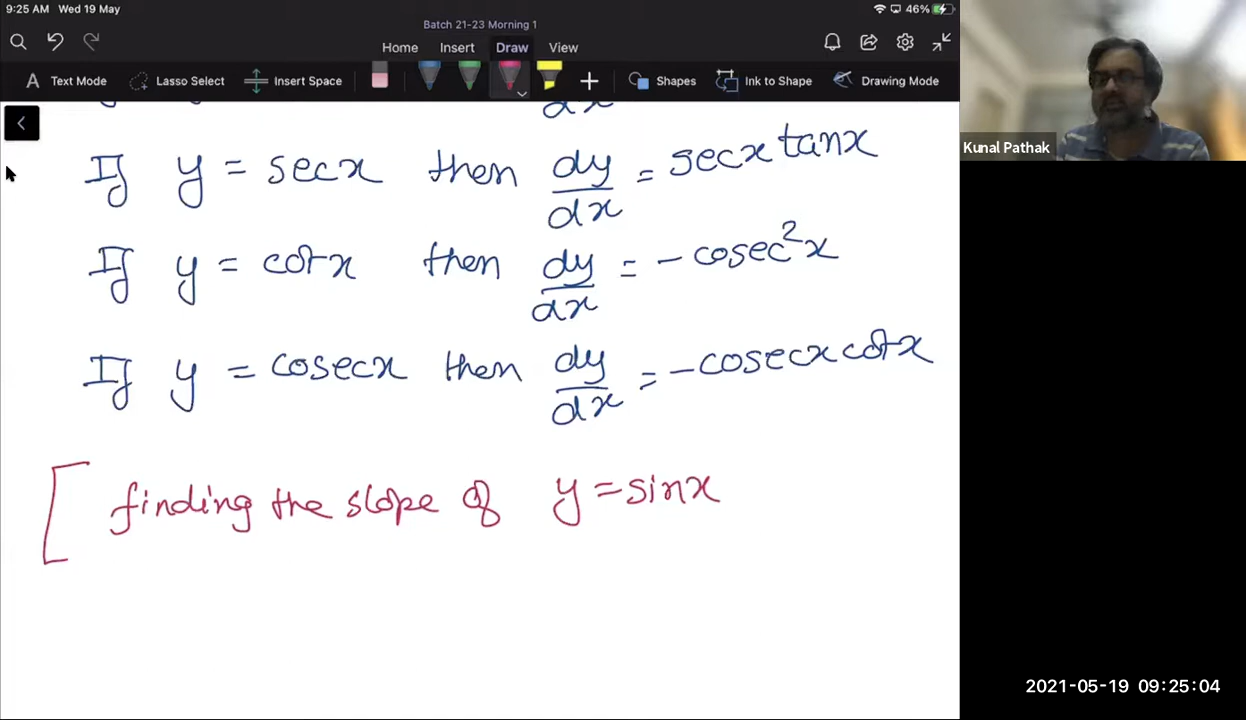 9:25 AM Wed 19 May
46%
Batch 21-23 Morning 1
Home Insert Draw View
Text Mode Lasso Select Insert Space Shapes Ink to Shape Drawing Mode
dx
If y = secx then dy/dx = secx tanx
If y = cotx then dy/dx = -cosec²x
If y = cosecx then dy/dx = -cosecx cotx
[ finding the slope of y = sinx
Kunal Pathak
2021-05-19 09:25:04